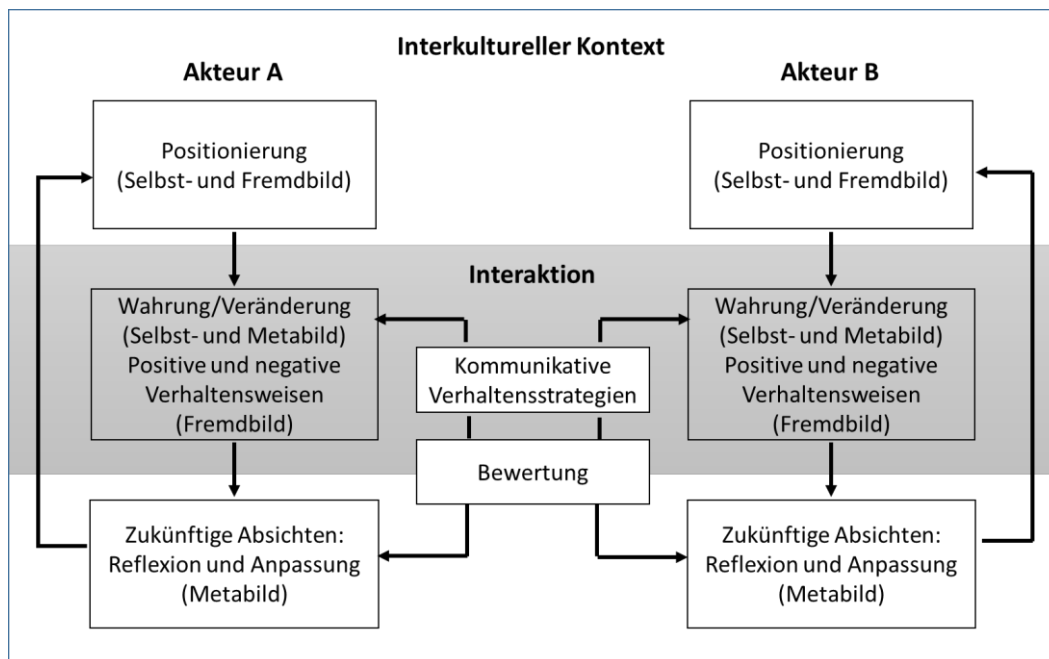 Interkultureller Kontext
Akteur A
Akteur B
Positionierung
(Selbst- und Fremdbild)
Positionierung
(Selbst- und Fremdbild)
Interaktion
Wahrung/Veränderung
(Selbst- und Metabild)
Positive und negative
Verhaltensweisen
(Fremdbild)
Kommunikative
Verhaltensstrategien
Bewertung
Wahrung/Veränderung
(Selbst- und Metabild)
Positive und negative
Verhaltensweisen
(Fremdbild)
Zukünftige Absichten:
Reflexion und Anpassung
(Metabild)
Zukünftige Absichten:
Reflexion und Anpassung
(Metabild)